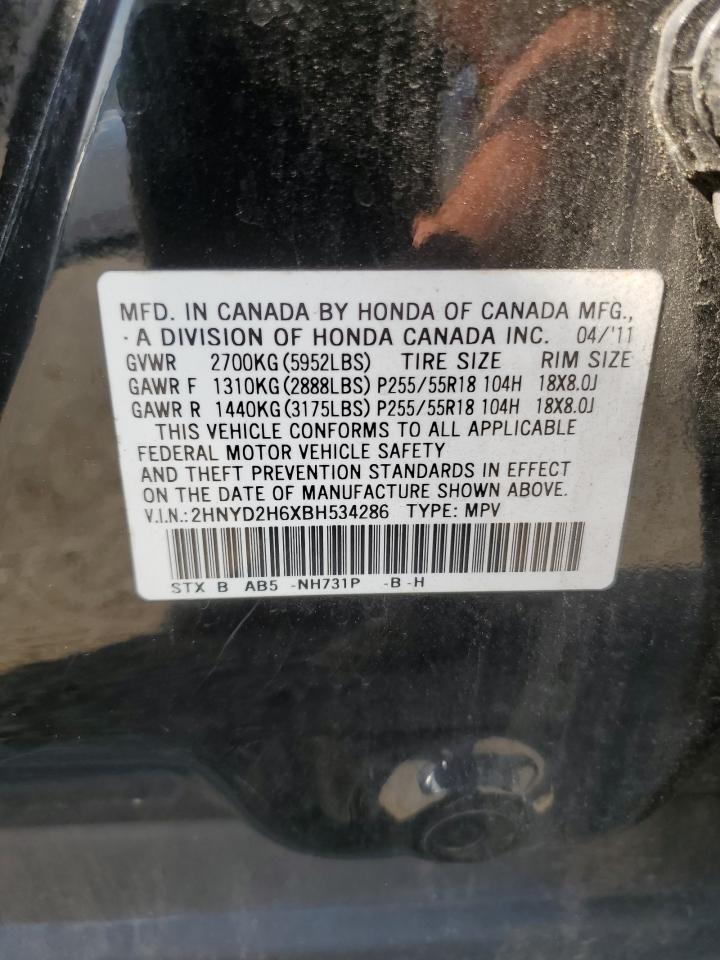 MFD. IN CANADA BY HONDA OF CANADA MFG.,
A DIVISION OF HONDA CANADA INC. 04/'11
GVWR 2700KG(5952LBS) TIRE SIZE RIM SIZE
GAWR F 1310KG(2888LBS) P255/55R18 104H 18X8.0J
GAWR R 1440KG(3175LBS) P255/55R18 104H 18X8.0J
THIS VEHICLE CONFORMS TO ALL APPLICABLE
FEDERAL MOTOR VEHICLE SAFETY
AND THEFT PREVENTION STANDARDS IN EFFECT
ON THE DATE OF MANUFACTURE SHOWN ABOVE.
V.I.N.: 2HNYD2H6XBH534286 TYPE: MPV
STX B AB5 -NH731P -B -H